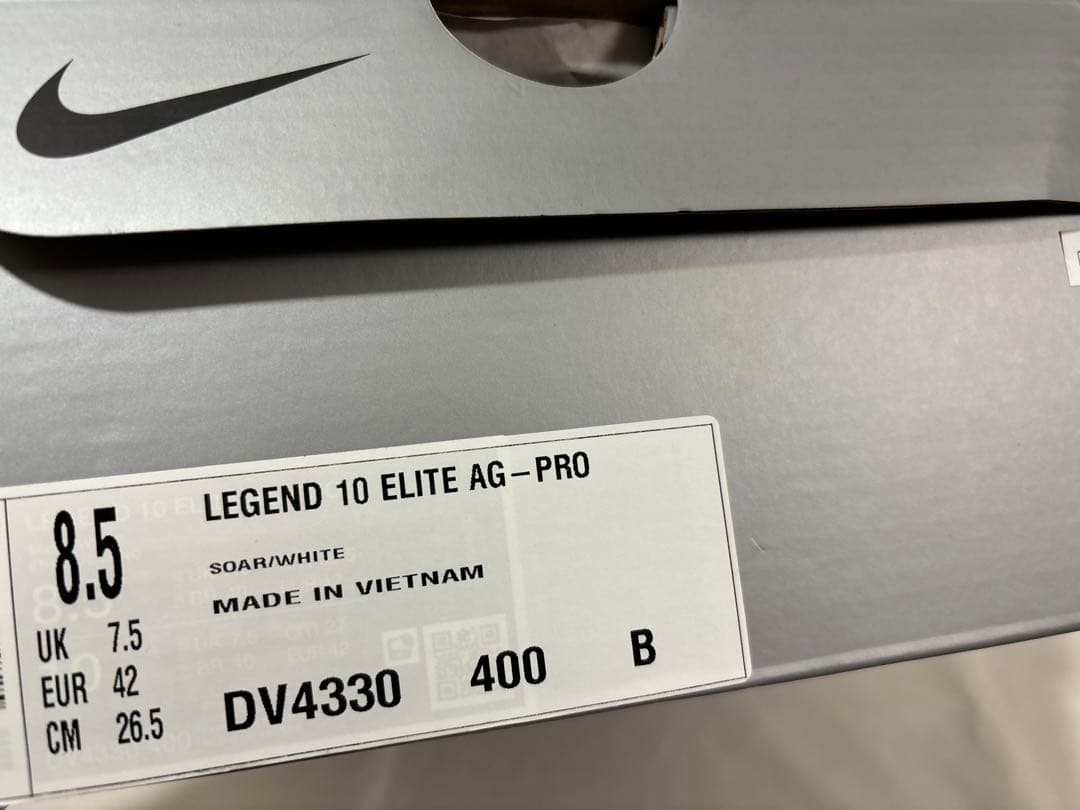 8.5
LEGEND 10 ELITE AG-PRO
SOAR/WHITE
MADE IN VIETNAM
UK 7.5
EUR 42
CM 26.5
DV4330 400 B